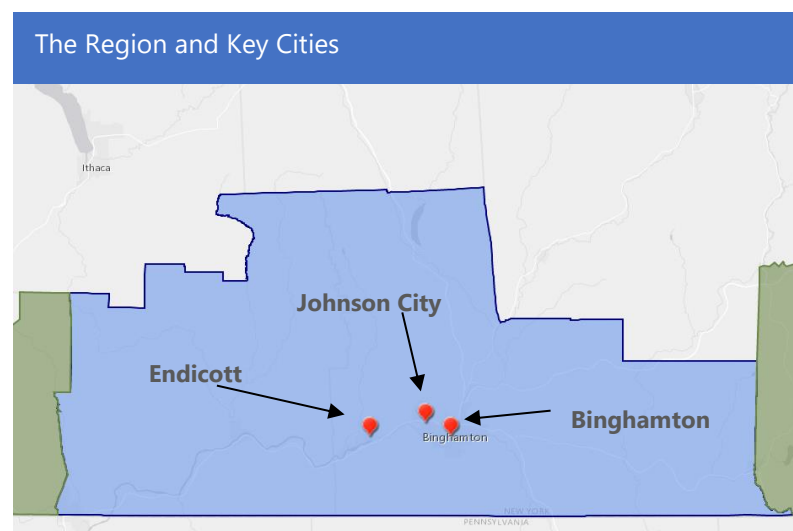 The Region and Key Cities
Ithaca
Johnson City
Endicott
Binghamton
Binghamton
NEW YORK
PENNSYLVANIA